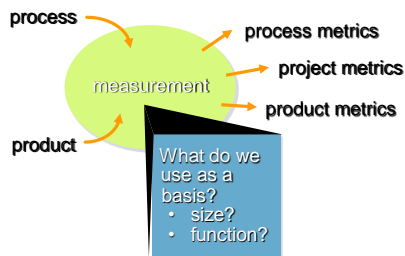 process
process metrics
project metrics
measurement
product metrics
product
What do we
use as a
basis?
• size?
• function?